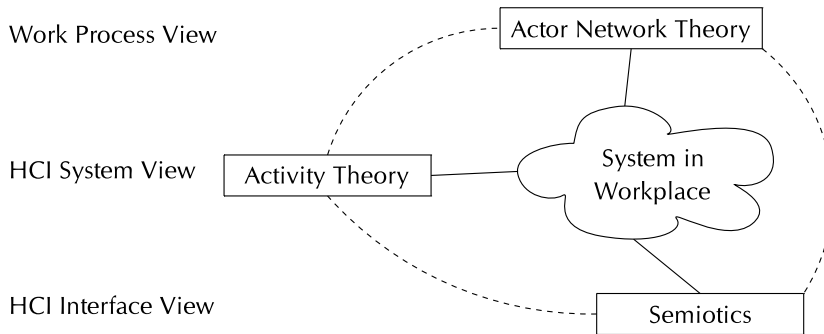 Work Process View
Actor Network Theory
HCI System View
Activity Theory
System in
Workplace
HCI Interface View
Semiotics